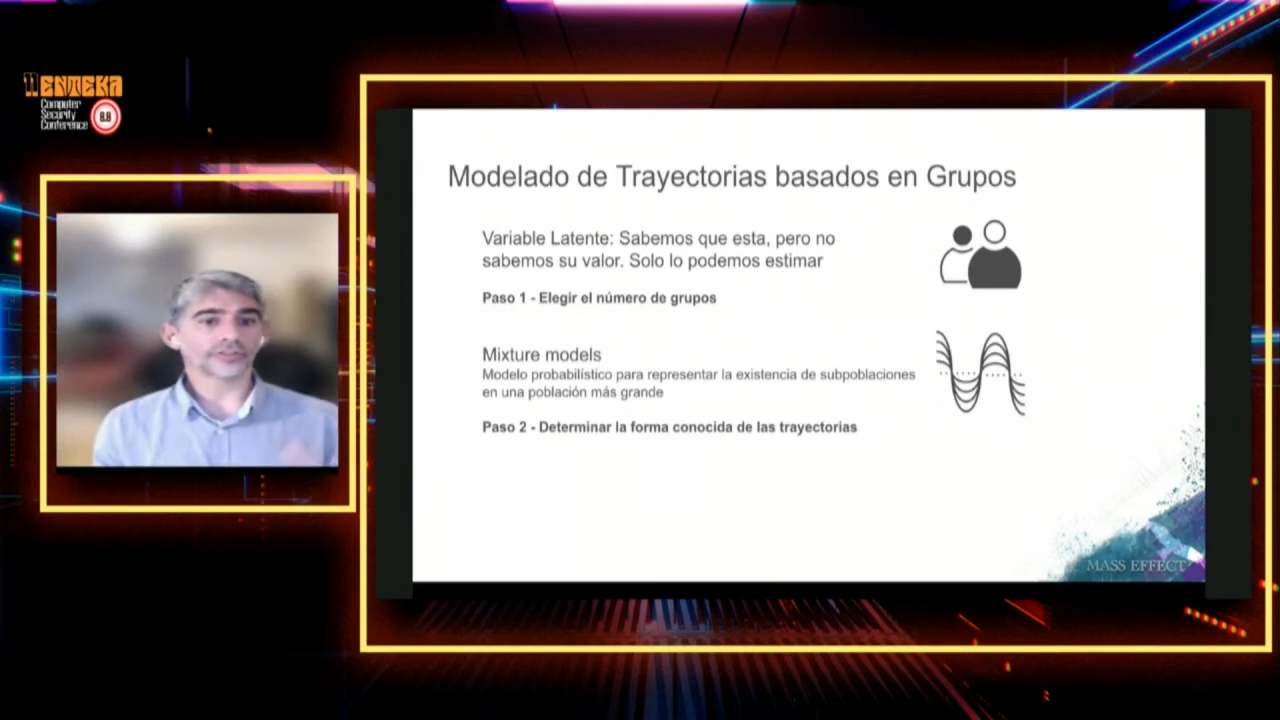 11ENTEKA
Computer
Security
Conference
8.8
Modelado de Trayectorias basados en Grupos
Variable Latente: Sabemos que esta, pero no
sabemos su valor. Solo lo podemos estimar
Paso 1 - Elegir el número de grupos
Mixture models
Modelo probabilístico para representar la existencia de subpoblaciones
en una población más grande
Paso 2 - Determinar la forma conocida de las trayectorias
MASS EFFECT